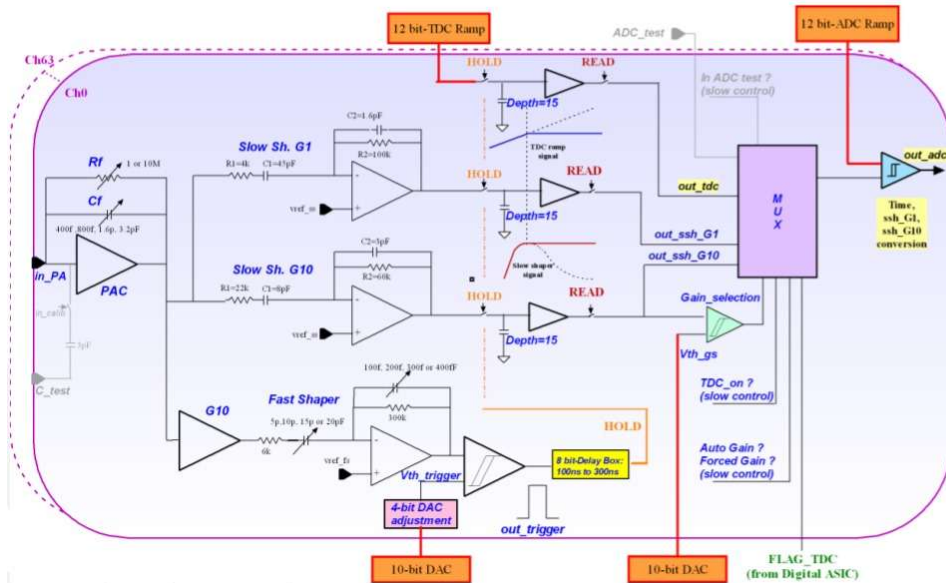 12 bit-TDC Ramp
12 bit-ADC Ramp
ADC_test
Ch63
Ch0
HOLD
READ
In ADC test ?
(slow control)
Depth=15
C2=1.6pF
Rf
1 or 10M
Slow Sh. G1
R1=4k
C1=45pF
R2=100k
TDC ramp
signal
out_adc
HOLD
READ
out_tdc
M
U
X
Cf
vref_ss
Time,
ssh_G1,
ssh_G10
conversion
400f ,800f, 1.6p, 3.2pF
Depth=15
out_ssh_G1
C2=3pF
Slow shaper'
signal
out_ssh_G10
in_PA
PAC
Slow Sh. G10
R1=22k
C1=8pF
R2=60k
HOLD
READ
Gain_selection
in_calib
vref_ss
3pF
Depth=15
Vth_gs
C_test
100f, 200f, 300f or 400fF
TDC_on ?
(slow control)
G10
Fast Shaper
5p,10p, 15p or 20pF
300k
HOLD
6k
Auto Gain ?
Forced Gain ?
(slow control)
vref_fs
Vth_trigger
8 bit-Delay Box:
100ns to 300ns
4-bit DAC
adjustment
out_trigger
10-bit DAC
10-bit DAC
FLAG_TDC
(from Digital ASIC)